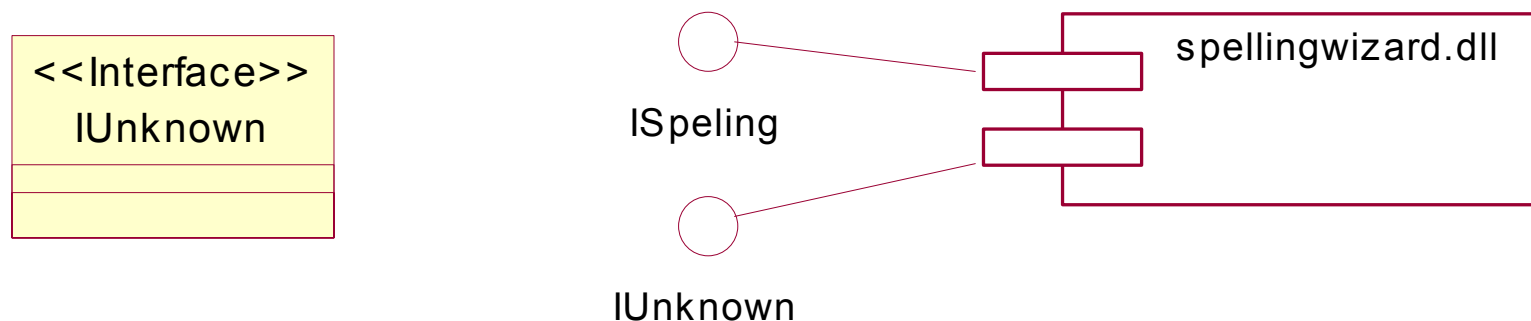 <<Interface>>
IUnknown
ISpeling
IUnknown
spellingwizard.dll